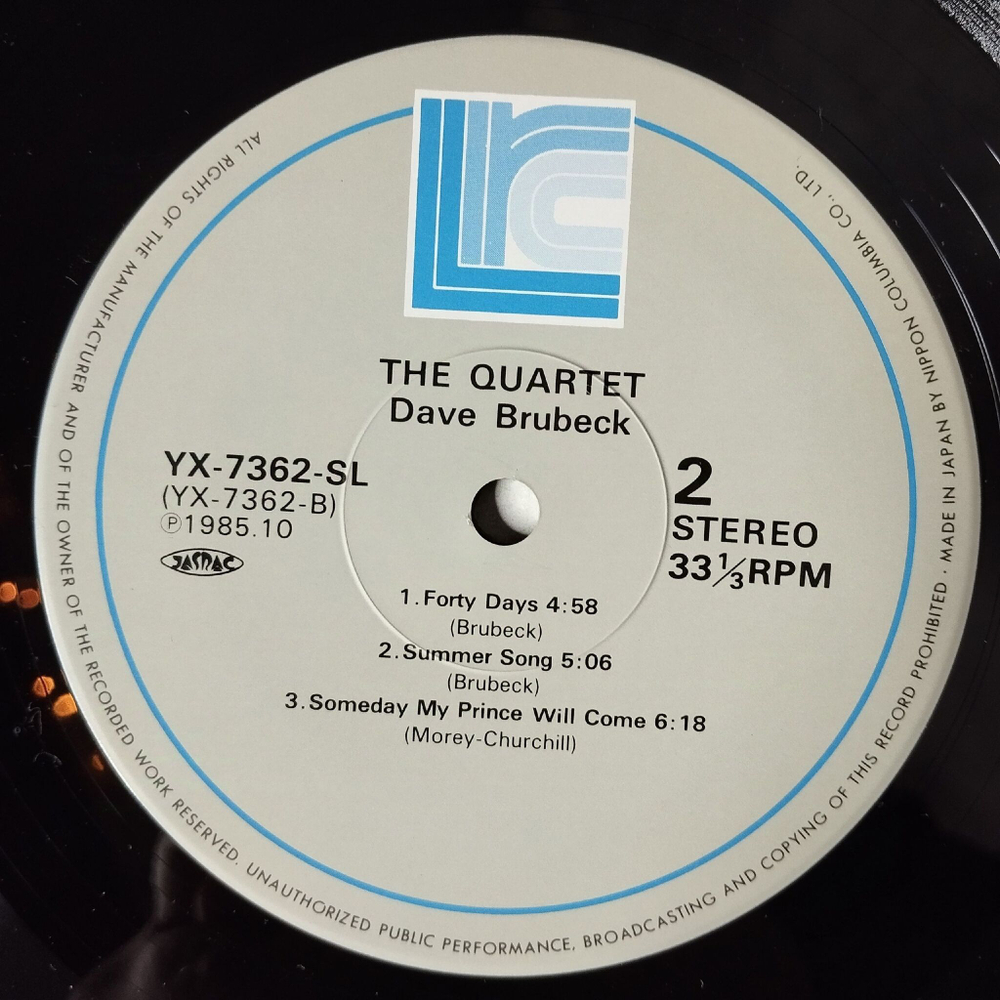 lrc
THE QUARTET
Dave Brubeck
YX-7362-SL
(YX-7362-B)
Ⓟ1985.10
JASRAC
2
STEREO
33⅓RPM
1.Forty Days 4:58
(Brubeck)
2.Summer Song 5:06
(Brubeck)
3.Someday My Prince Will Come 6:18
(Morey-Churchill)
ALL RIGHTS OF THE MANUFACTURER AND OF THE OWNER OF THE RECORDED WORK RESERVED. UNAUTHORIZED PUBLIC PERFORMANCE, BROADCASTING AND COPYING OF THIS RECORD PROHIBITED · MADE IN JAPAN BY NIPPON COLUMBIA CO., LTD.